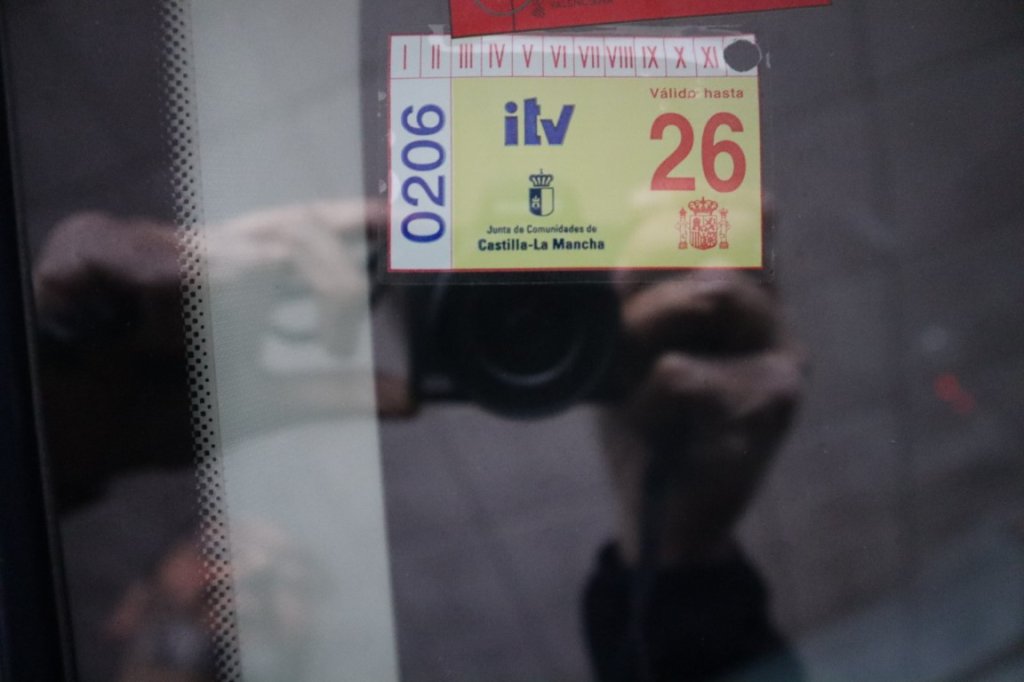 VALENCIANA
I II III IV V VI VII VIII IX X XI
0206
itv
Válido hasta
26
Junta de Comunidades de
Castilla-La Mancha